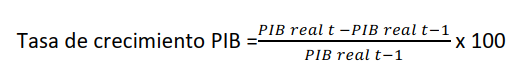 Tasa de crecimiento PIB = (PIB real t − PIB real t−1) / (PIB real t−1) x 100